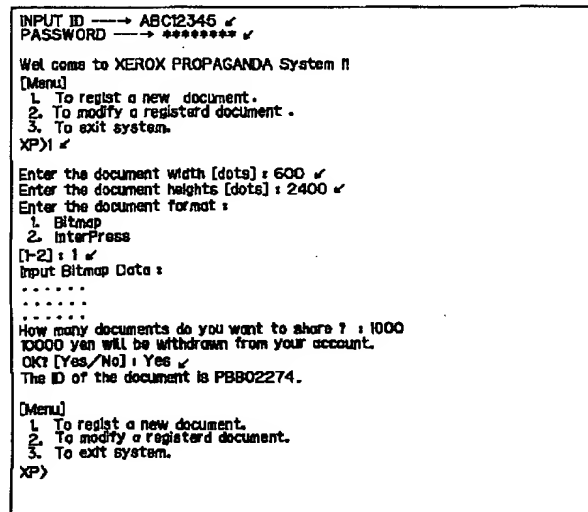 INPUT ID ----→ ABC12345 ↙
PASSWORD ----→ ******** ↙
Wel come to XEROX PROPAGANDA System !!
[Menu]
1. To regist a new document.
2. To modify a registerd document.
3. To exit system.
XP>1 ↙
Enter the document width [dots] : 600 ↙
Enter the document heights [dots] : 2400 ↙
Enter the document format :
1. Bitmap
2. InterPress
[1-2] : 1 ↙
Input Bitmap Data :
......
......
......
How many documents do you want to share ? : 1000
10000 yen will be withdrawn from your account.
OK? [Yes/No] : Yes ↙
The ID of the document is PBB02274.
[Menu]
1. To regist a new document.
2. To modify a registerd document.
3. To exit system.
XP>